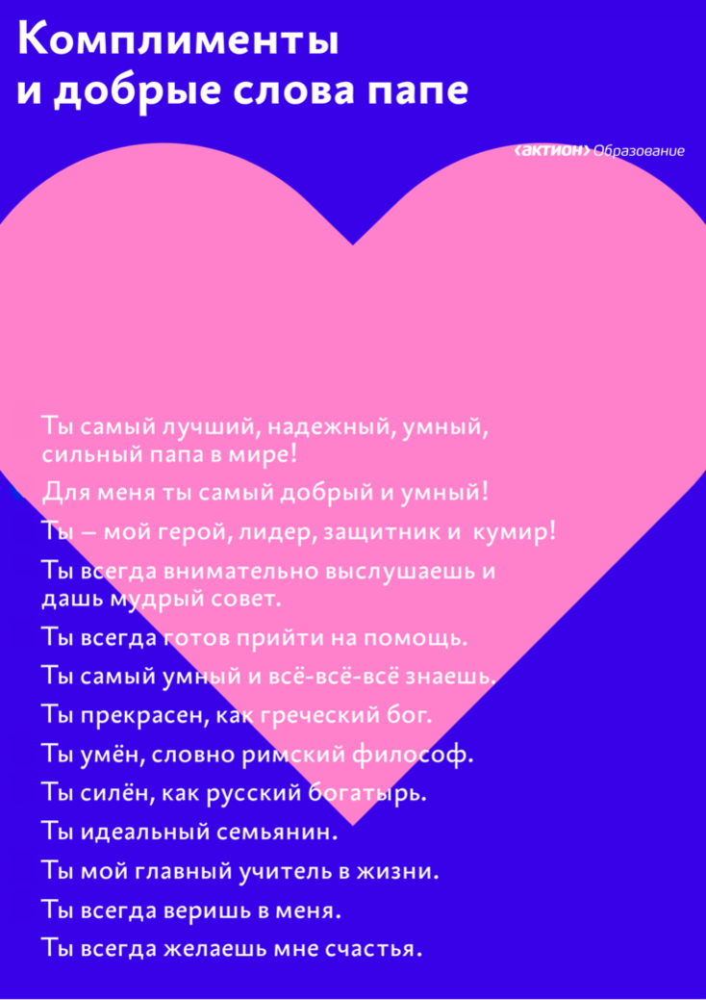 Комплименты
и добрые слова папе
‹актион› Образование
Ты самый лучший, надежный, умный,
сильный папа в мире!
Для меня ты самый добрый и умный!
Ты – мой герой, лидер, защитник и кумир!
Ты всегда внимательно выслушаешь и
дашь мудрый совет.
Ты всегда готов прийти на помощь.
Ты самый умный и всё-всё-всё знаешь.
Ты прекрасен, как греческий бог.
Ты умён, словно римский философ.
Ты силён, как русский богатырь.
Ты идеальный семьянин.
Ты мой главный учитель в жизни.
Ты всегда веришь в меня.
Ты всегда желаешь мне счастья.